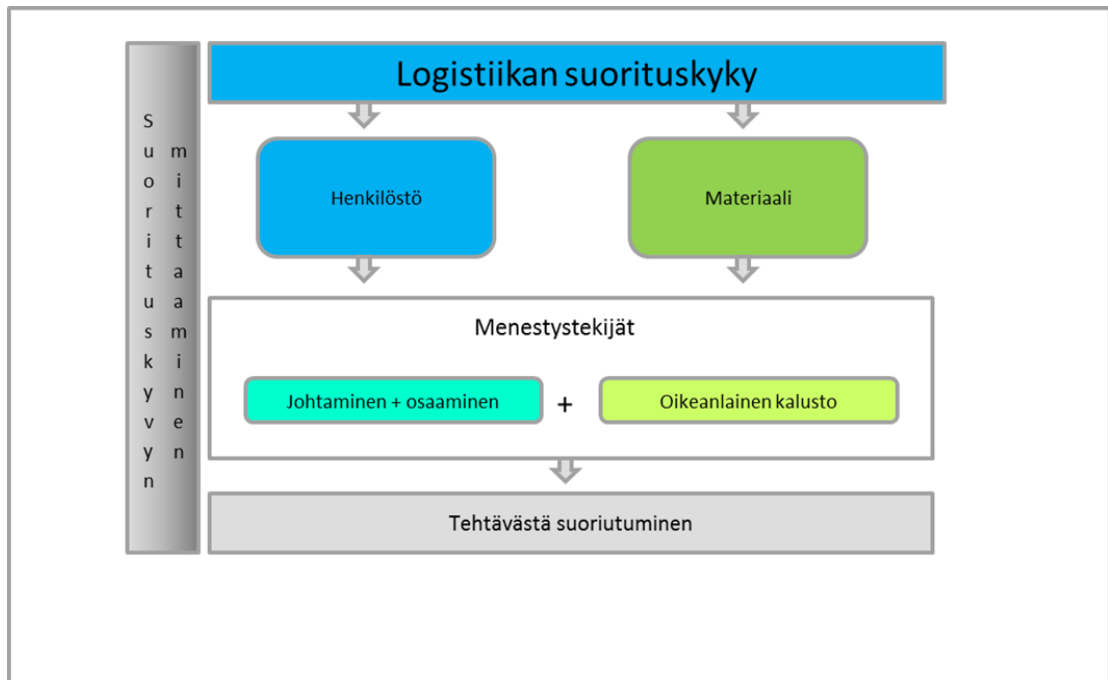 Suorituskyvyn
mittaaminen
Logistiikan suorituskyky
Henkilöstö
Materiaali
Menestystekijät
Johtaminen + osaaminen
+
Oikeanlainen kalusto
Tehtävästä suoriutuminen